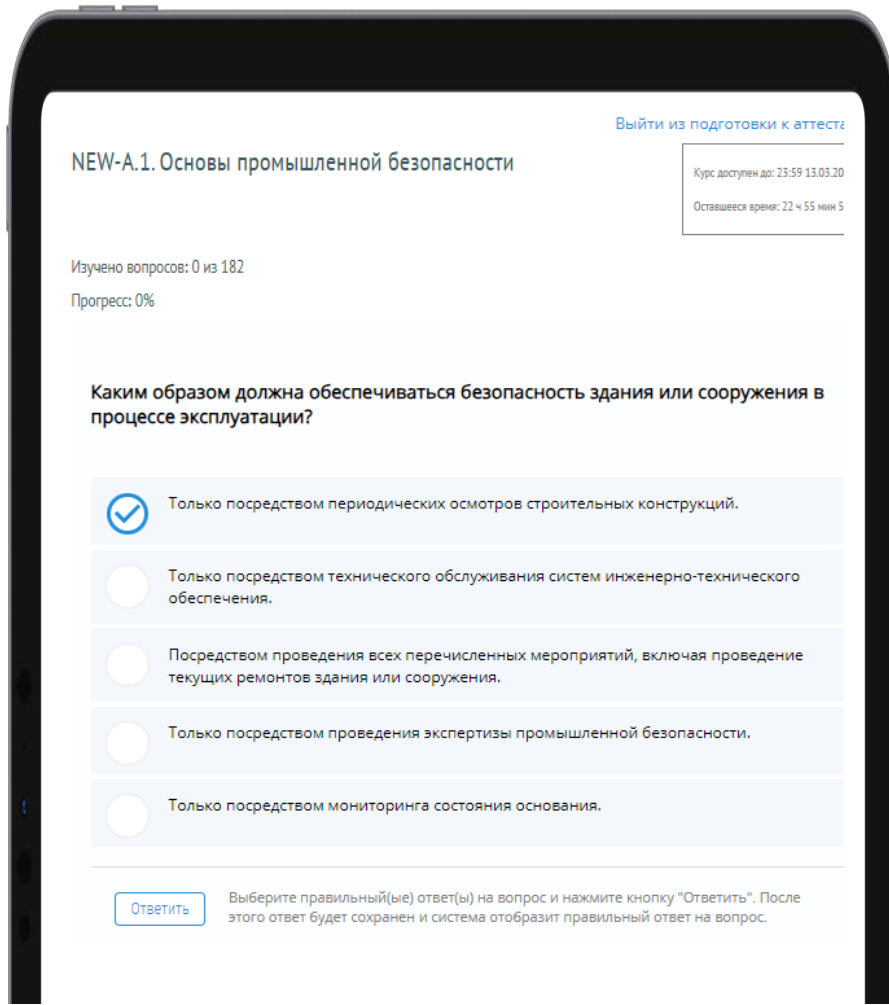 Выйти из подготовки к аттеста
NEW-A.1. Основы промышленной безопасности
Курс доступен до: 23:59 13.03.20
Оставшееся время: 22 ч 55 мин 5
Изучено вопросов: 0 из 182
Прогресс: 0%
Каким образом должна обеспечиваться безопасность здания или сооружения в
процессе эксплуатации?
Только посредством периодических осмотров строительных конструкций.
Только посредством технического обслуживания систем инженерно-технического
обеспечения.
Посредством проведения всех перечисленных мероприятий, включая проведение
текущих ремонтов здания или сооружения.
Только посредством проведения экспертизы промышленной безопасности.
Только посредством мониторинга состояния основания.
Ответить
Выберите правильный(ые) ответ(ы) на вопрос и нажмите кнопку "Ответить". После
этого ответ будет сохранен и система отобразит правильный ответ на вопрос.